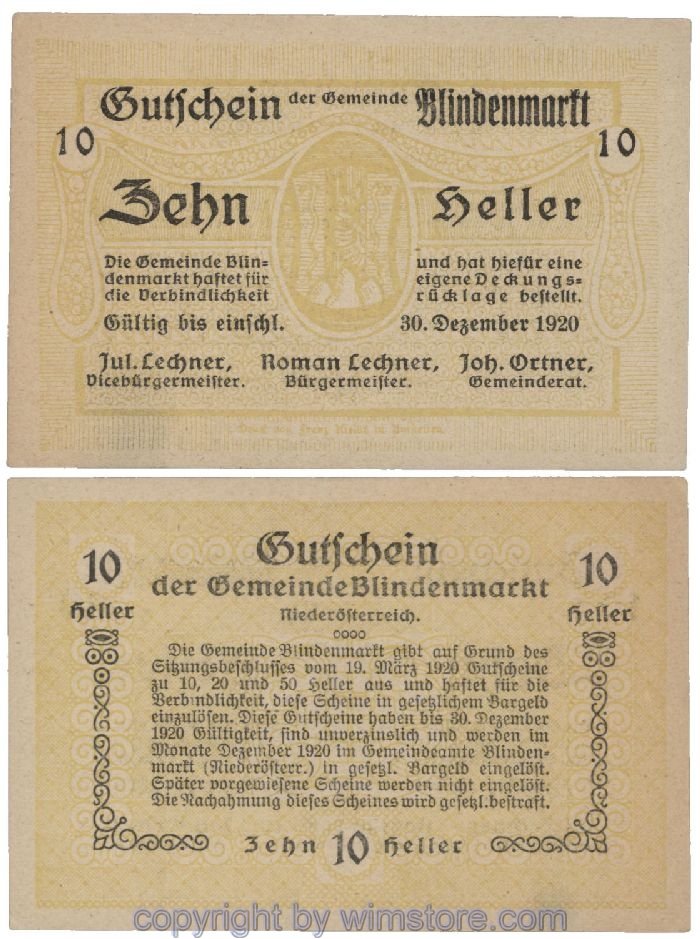 Gutschein der Gemeinde Blindenmarkt
10 10
Zehn Heller
Die Gemeinde Blin=
denmarkt haftet für
die Verbindlichkeit
und hat hiefür eine
eigene Deckungs=
rücklage bestellt.
Gültig bis einschl. 30. Dezember 1920
Jul. Lechner, Roman Lechner, Joh. Ortner,
Vicebürgermeister. Bürgermeister. Gemeinderat.
Druck von Franz in
Gutschein
10 10
der Gemeinde Blindenmarkt
Heller Heller
Niederösterreich.
oooo
Die Gemeinde Blindenmarkt gibt auf Grund des
Sitzungsbeschlusses vom 19. März 1920 Gutscheine
zu 10, 20 und 50 Heller aus und haftet für die
Verbindlichkeit, diese Scheine in gesetzlichem Bargeld
einzulösen. Diese Gutscheine haben bis 30. Dezember
1920 Gültigkeit, sind unverzinslich und werden im
Monate Dezember 1920 im Gemeindeamte Blinden-
markt (Niederösterr.) in gesetzl. Bargeld eingelöst.
Später vorgewiesene Scheine werden nicht eingelöst.
Die Nachahmung dieses Scheines wird gesetzl. bestraft.
Zehn 10 Heller
copyright by wimstore.com